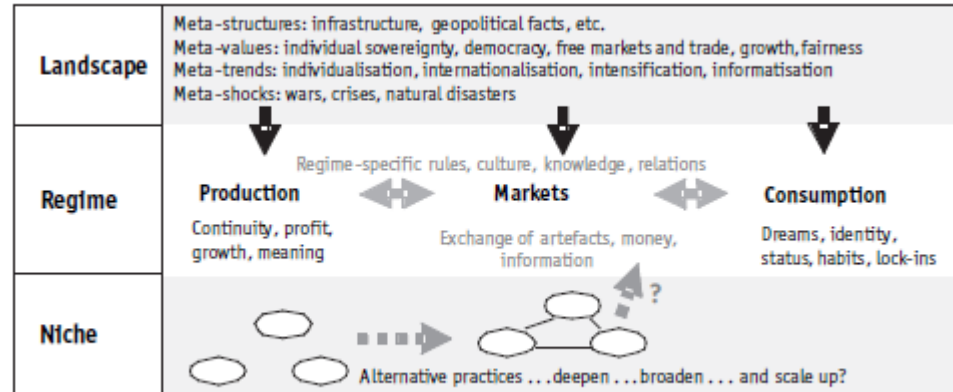 Landscape
Meta-structures: infrastructure, geopolitical facts, etc.
Meta-values: individual sovereignty, democracy, free markets and trade, growth, fairness
Meta-trends: individualisation, internationalisation, intensification, informatisation
Meta-shocks: wars, crises, natural disasters
Regime
Regime-specific rules, culture, knowledge, relations
Production
Markets
Consumption
Continuity, profit,
growth, meaning
Exchange of artefacts, money,
information
Dreams, identity,
status, habits, lock-ins
Niche
?
Alternative practices ...deepen ...broaden ... and scale up?